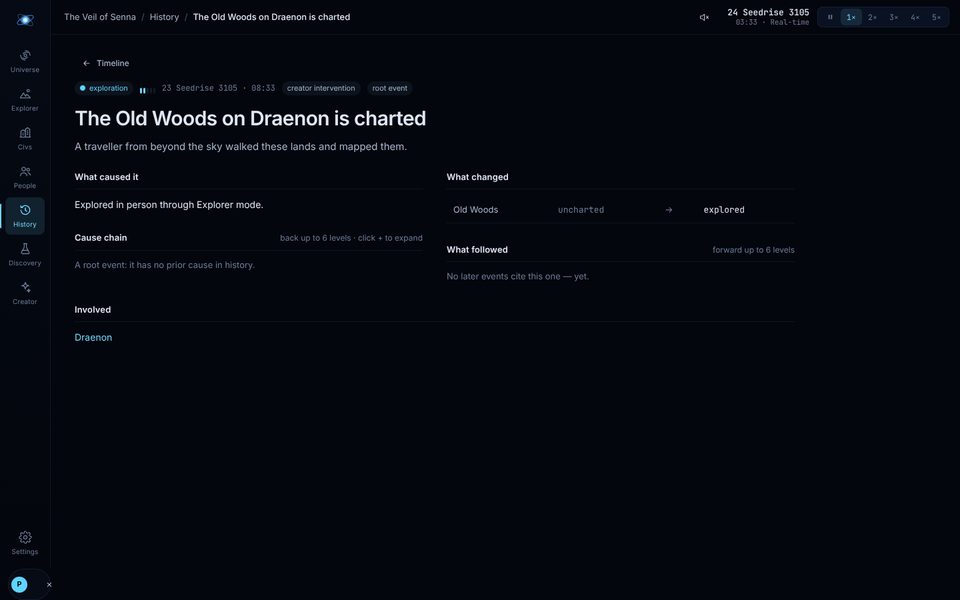 The Veil of Senna / History / The Old Woods on Draenon is charted
24 Seedrise 3105
03:33 · Real-time
1× 2× 3× 4× 5×
Universe
Explorer
Civs
People
History
Discovery
Creator
Settings
P ×
← Timeline
exploration 23 Seedrise 3105 · 08:33 creator intervention root event
The Old Woods on Draenon is charted
A traveller from beyond the sky walked these lands and mapped them.
What caused it
Explored in person through Explorer mode.
Cause chain back up to 6 levels · click + to expand
A root event: it has no prior cause in history.
What changed
Old Woods uncharted → explored
What followed forward up to 6 levels
No later events cite this one — yet.
Involved
Draenon